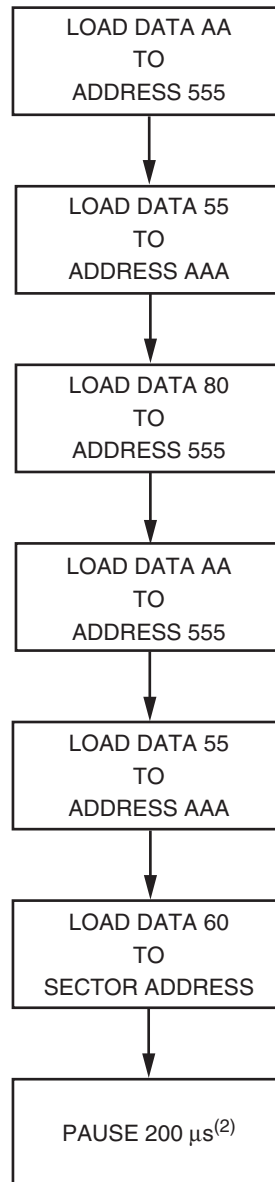 LOAD DATA AA
TO
ADDRESS 555
LOAD DATA 55
TO
ADDRESS AAA
LOAD DATA 80
TO
ADDRESS 555
LOAD DATA AA
TO
ADDRESS 555
LOAD DATA 55
TO
ADDRESS AAA
LOAD DATA 60
TO
SECTOR ADDRESS
PAUSE 200 μs(2)